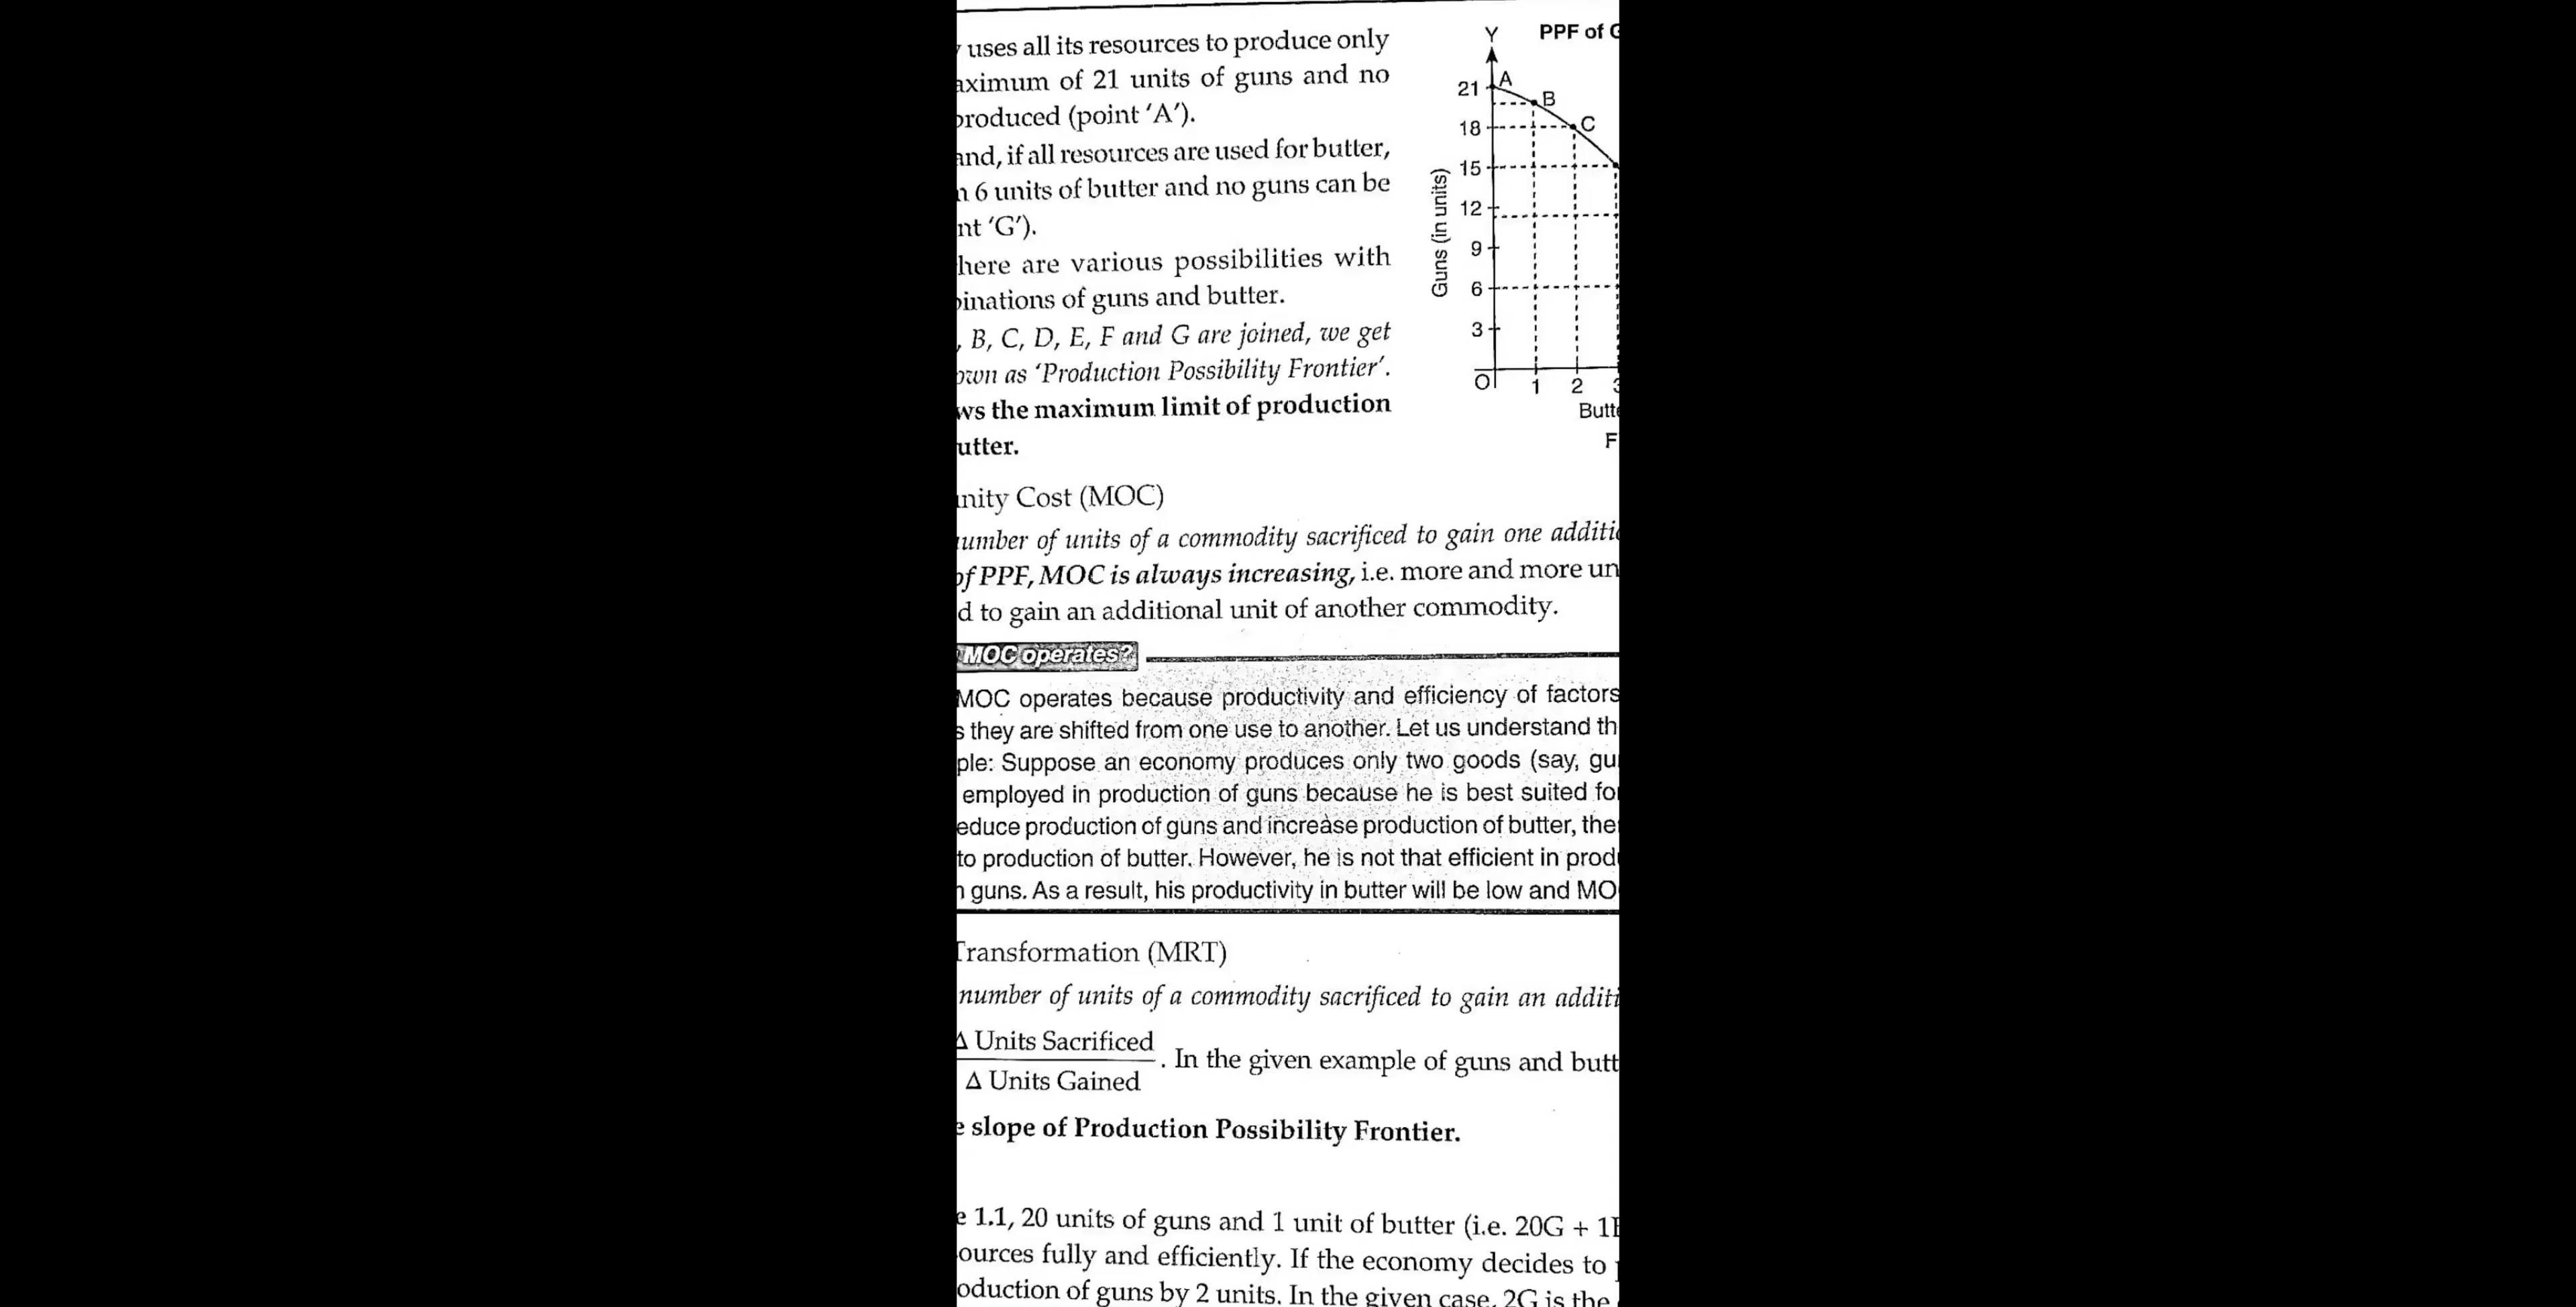 uses all its resources to produce only
aximum of 21 units of guns and no
produced (point ‘A’).
and, if all resources are used for butter,
n 6 units of butter and no guns can be
nt ‘G’).
here are various possibilities with
binations of guns and butter.
, B, C, D, E, F and G are joined, we get
own as ‘Production Possibility Frontier’.
ws the maximum limit of production
utter.
Y PPF of G
21 A
B
18 C
15
12
9
6
3
Guns (in units)
O 1 2 3
Butte
F
nity Cost (MOC)
number of units of a commodity sacrificed to gain one additio
of PPF, MOC is always increasing, i.e. more and more un
d to gain an additional unit of another commodity.
MOC operates?
MOC operates because productivity and efficiency of factors
s they are shifted from one use to another. Let us understand th
ple: Suppose an economy produces only two goods (say, gu
employed in production of guns because he is best suited for
educe production of guns and increase production of butter, the
to production of butter. However, he is not that efficient in prod
n guns. As a result, his productivity in butter will be low and MO
Transformation (MRT)
number of units of a commodity sacrificed to gain an additi
Δ Units Sacrificed
. In the given example of guns and butt
Δ Units Gained
e slope of Production Possibility Frontier.
e 1.1, 20 units of guns and 1 unit of butter (i.e. 20G + 1B
ources fully and efficiently. If the economy decides to
oduction of guns by 2 units. In the given case, 2G is the